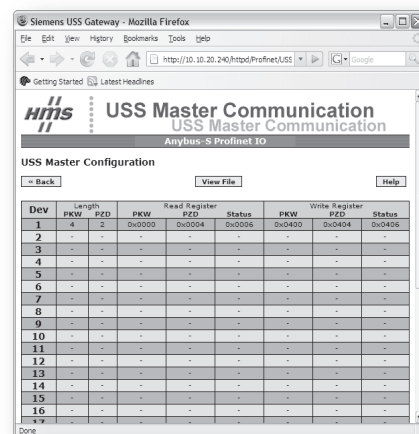 Siemens USS Gateway - Mozilla Firefox
File Edit View History Bookmarks Tools Help
http://10.10.20.240/httpd/Profinet/USS Google
Getting Started Latest Headlines
HMS USS Master Communication
USS Master Communication
Anybus-S Profinet IO
USS Master Configuration
« Back View File Help
Dev Length Read Register Write Register
PKW PZD PKW PZD Status PKW PZD Status
1 4 2 0x0000 0x0004 0x0006 0x0400 0x0404 0x0406
2 - - - - - - - -
3 - - - - - - - -
4 - - - - - - - -
5 - - - - - - - -
6 - - - - - - - -
7 - - - - - - - -
8 - - - - - - - -
9 - - - - - - - -
10 - - - - - - - -
11 - - - - - - - -
12 - - - - - - - -
13 - - - - - - - -
14 - - - - - - - -
15 - - - - - - - -
16 - - - - - - - -
17 - - - - - - - -
Done